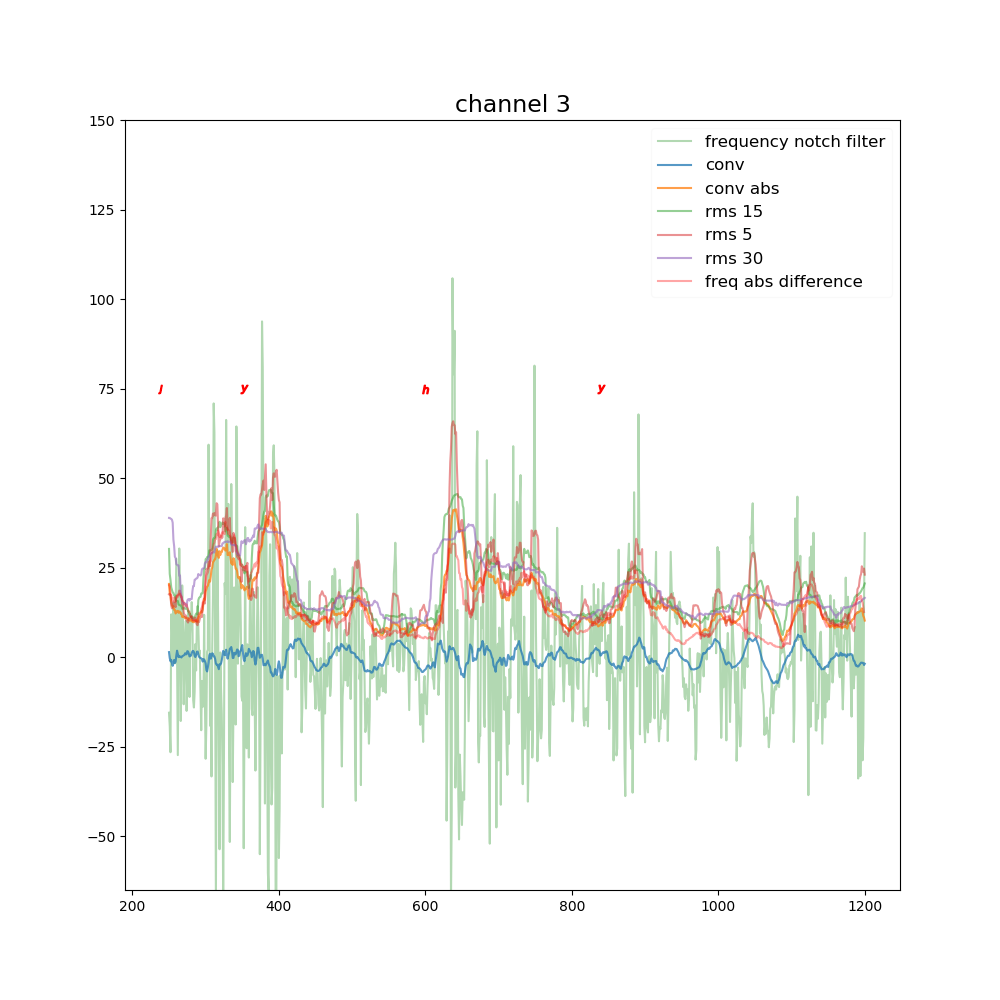 channel 3
150
125
100
75
50
25
0
−25
−50
200
400
600
800
1000
1200
frequency notch filter
conv
conv abs
rms 15
rms 5
rms 30
freq abs difference
j y h y